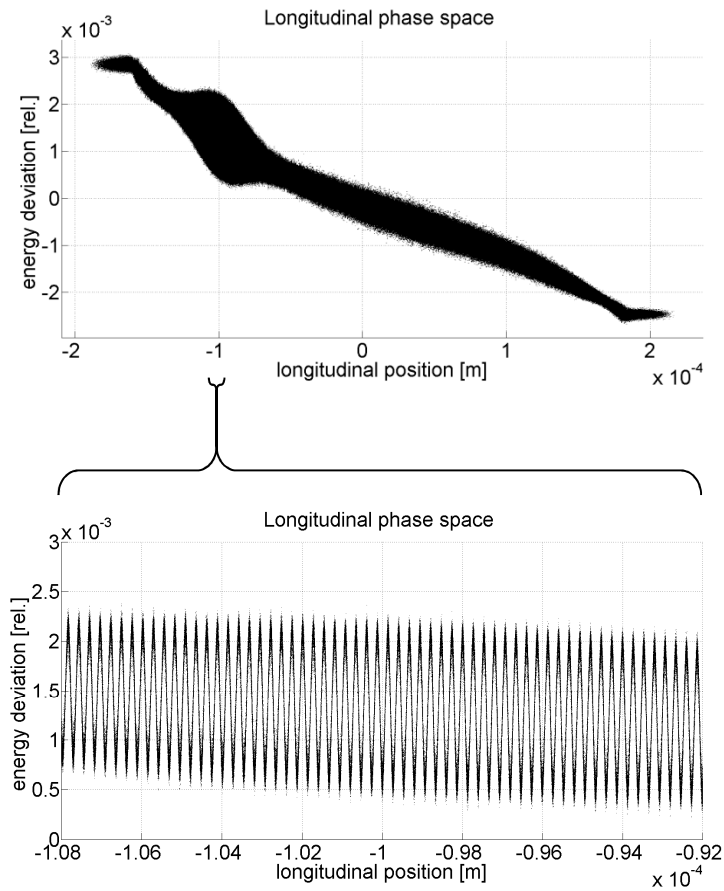 Longitudinal phase space
x 10^-3
3
2
1
0
-1
-2
energy deviation [rel.]
-2 -1 0 1 2
longitudinal position [m]
x 10^-4
Longitudinal phase space
x 10^-3
3
2.5
2
1.5
1
0.5
0
energy deviation [rel.]
-1.08 -1.06 -1.04 -1.02 -1 -0.98 -0.96 -0.94 -0.92
longitudinal position [m]
x 10^-4